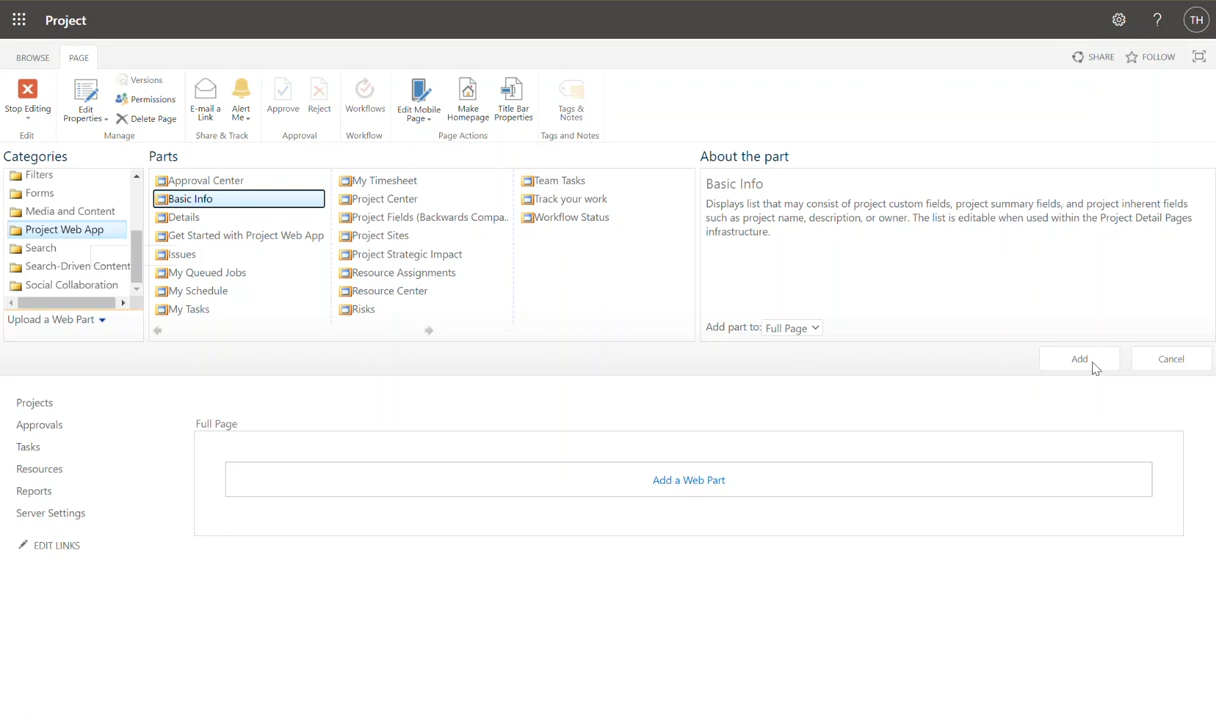 Project
TH
BROWSE
PAGE
SHARE
FOLLOW
Stop Editing
Edit
Edit
Properties
Versions
Permissions
Delete Page
Manage
E-mail a
Link
Alert
Me
Share & Track
Approve
Reject
Approval
Workflows
Workflow
Edit Mobile
Page
Make
Homepage
Title Bar
Properties
Page Actions
Tags &
Notes
Tags and Notes
Categories
Filters
Forms
Media and Content
Project Web App
Search
Search-Driven Content
Social Collaboration
Upload a Web Part
Parts
Approval Center
Basic Info
Details
Get Started with Project Web App
Issues
My Queued Jobs
My Schedule
My Tasks
My Timesheet
Project Center
Project Fields (Backwards Compa...
Project Sites
Project Strategic Impact
Resource Assignments
Resource Center
Risks
Team Tasks
Track your work
Workflow Status
About the part
Basic Info
Displays list that may consist of project custom fields, project summary fields, and project inherent fields
such as project name, description, or owner. The list is editable when used within the Project Detail Pages
infrastructure.
Add part to: Full Page
Add
Cancel
Projects
Approvals
Tasks
Resources
Reports
Server Settings
EDIT LINKS
Full Page
Add a Web Part